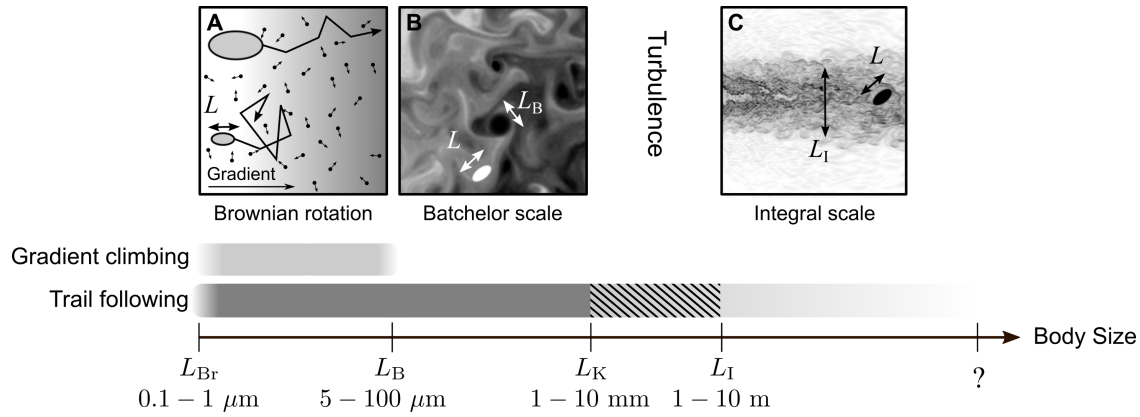 A
L
Gradient
B
L_B
L
Turbulence
C
L
L_I
Brownian rotation
Batchelor scale
Integral scale
Gradient climbing
Trail following
Body Size
L_Br
L_B
L_K
L_I
?
0.1 − 1 μm
5 − 100 μm
1 − 10 mm
1 − 10 m